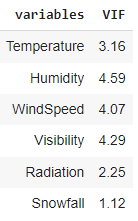 variables VIF
Temperature 3.16
Humidity 4.59
WindSpeed 4.07
Visibility 4.29
Radiation 2.25
Snowfall 1.12